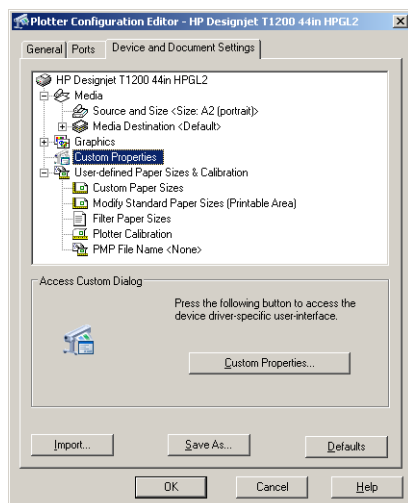 Plotter Configuration Editor - HP Designjet T1200 44in HPGL2
General Ports Device and Document Settings
HP Designjet T1200 44in HPGL2
Media
Source and Size <Size: A2 (portrait)>
Media Destination <Default>
Graphics
Custom Properties
User-defined Paper Sizes & Calibration
Custom Paper Sizes
Modify Standard Paper Sizes (Printable Area)
Filter Paper Sizes
Plotter Calibration
PMP File Name <None>
Access Custom Dialog
Press the following button to access the
device driver-specific user-interface.
Custom Properties...
Import... Save As... Defaults
OK Cancel Help